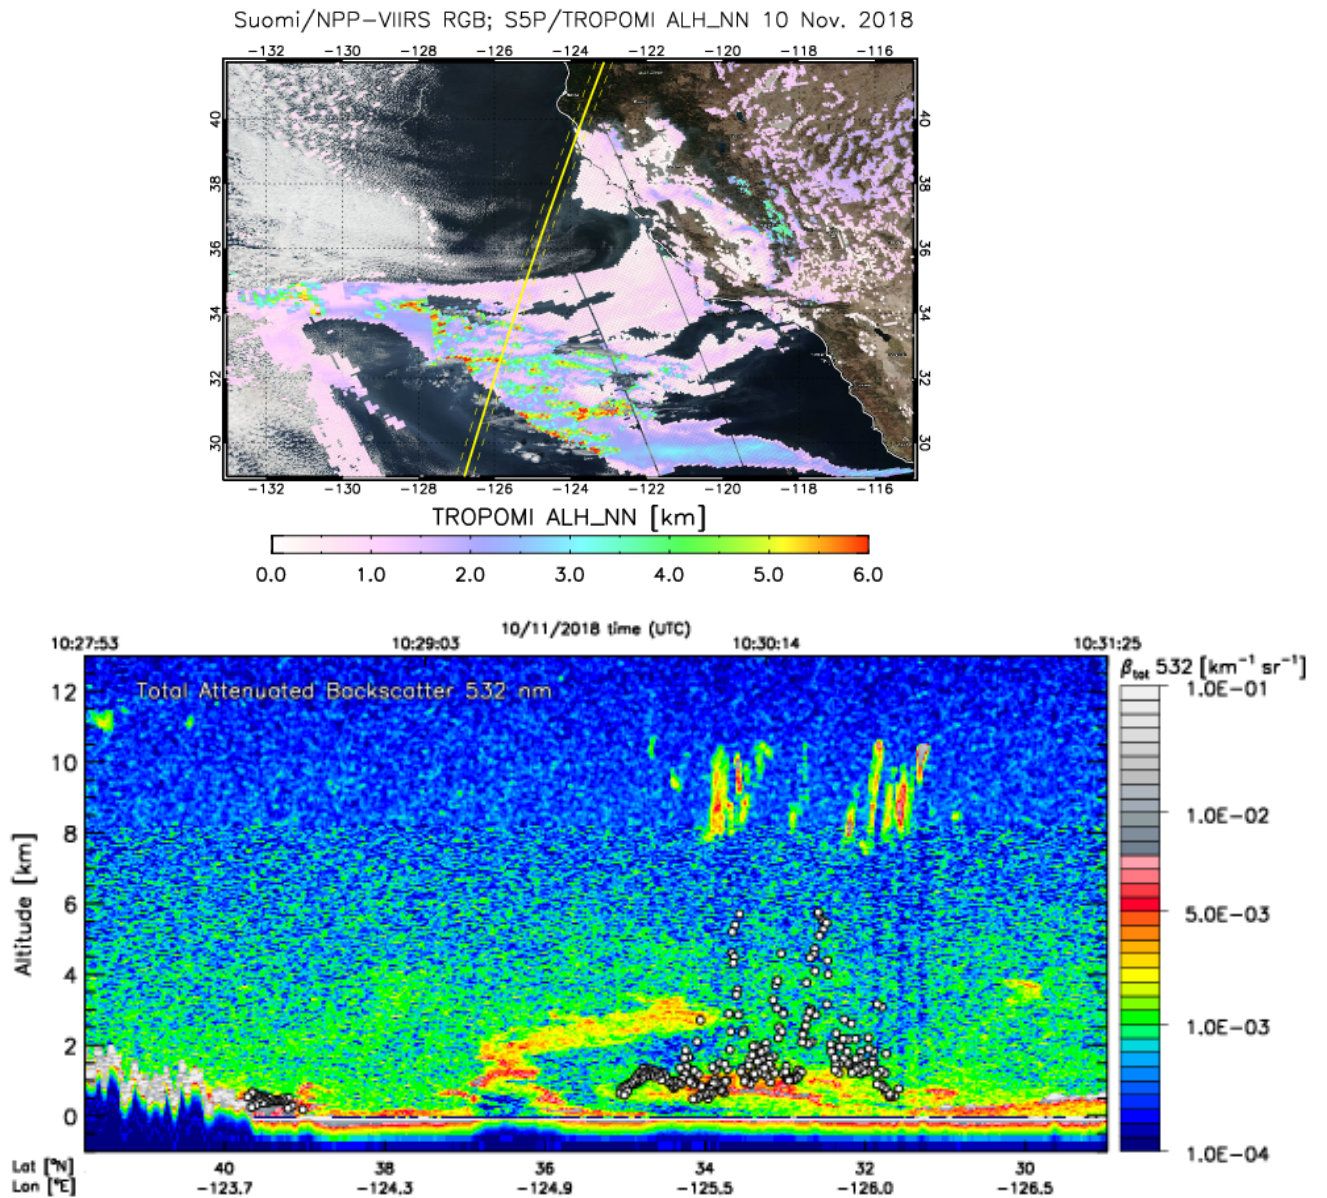 Suomi/NPP-VIIRS RGB; S5P/TROPOMI ALH_NN 10 Nov. 2018
-132 -130 -128 -126 -124 -122 -120 -118 -116
40 40
38 38
36 36
34 34
32 32
30 30
-132 -130 -128 -126 -124 -122 -120 -118 -116
TROPOMI ALH_NN [km]
0.0 1.0 2.0 3.0 4.0 5.0 6.0
10/11/2018 time (UTC)
10:27:53 10:29:03 10:30:14 10:31:25
βtot 532 [km⁻¹ sr⁻¹]
Total Attenuated Backscatter 532 nm
Altitude [km]
12
10
8
6
4
2
0
1.0E-01
1.0E-02
5.0E-03
1.0E-03
1.0E-04
Lat [°N] 40 38 36 34 32 30
Lon [°E] -123.7 -124.3 -124.9 -125.5 -126.0 -126.5